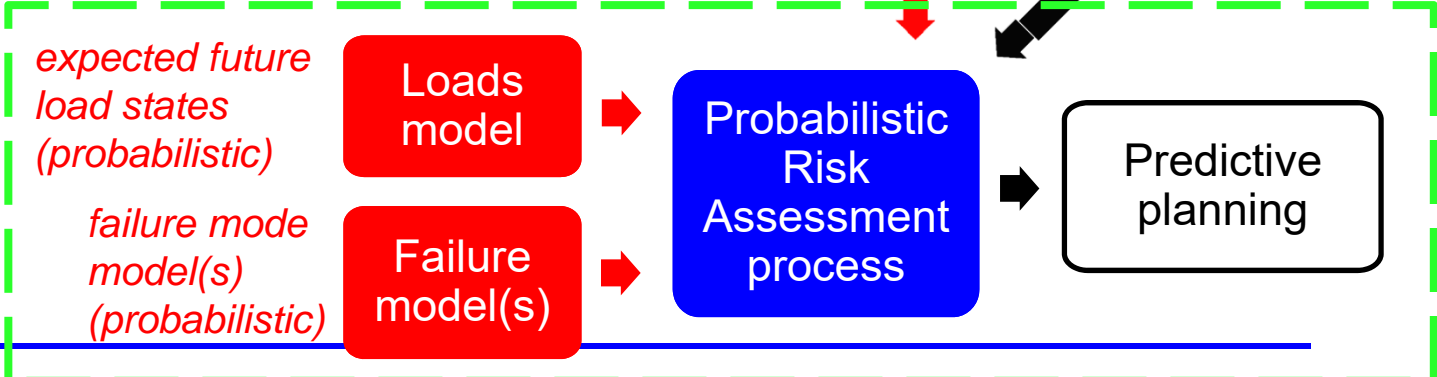 expected future
load states
(probabilistic)
Loads
model
failure mode
model(s)
(probabilistic)
Failure
model(s)
Probabilistic
Risk
Assessment
process
Predictive
planning